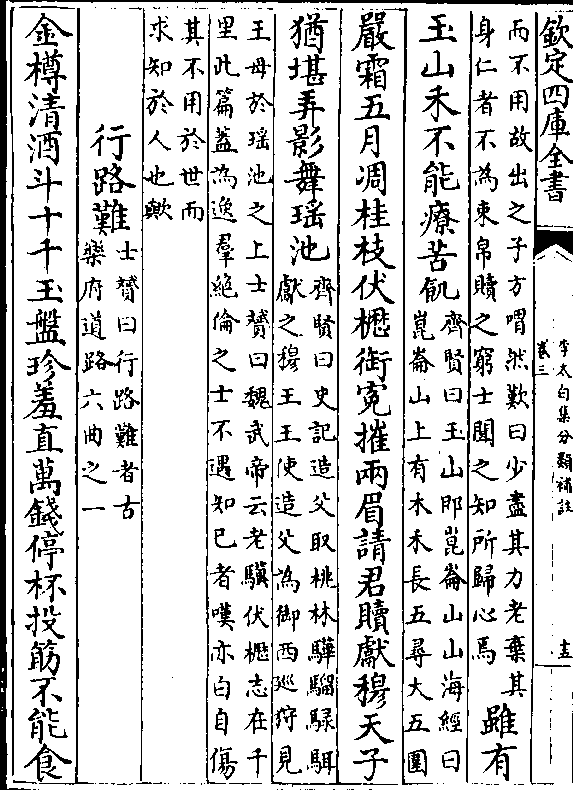 欽定四庫全書
李太白集分類補註
卷三
十五
而不用故出之子方喟然歎曰少盡其力老棄其
身仁者不為束帛贖之窮士聞之知所歸心焉
雖有
玉山禾不能療苦飢
齊賢曰玉山即崑崙山山海經曰
崑崙山上有木禾長五尋大五圍
嚴霜五月凋桂枝伏櫪銜寃摧兩眉請君贖獻穆天子
猶堪弄影舞瑶池
齊賢曰史記造父取桃林驊騮騄駬
獻之穆王王使造父為御西廵狩見
王母於瑶池之上士贇曰魏武帝云老驥伏櫪志在千
里此篇盖為逸羣絶倫之士不遇知已者嘆亦白自傷
其不用於世而
求知於人也歟
行路難
士贇曰行路難者古
樂府道路六曲之一
金樽清酒斗十千玉盤珍羞直萬錢停杯投筯不能食